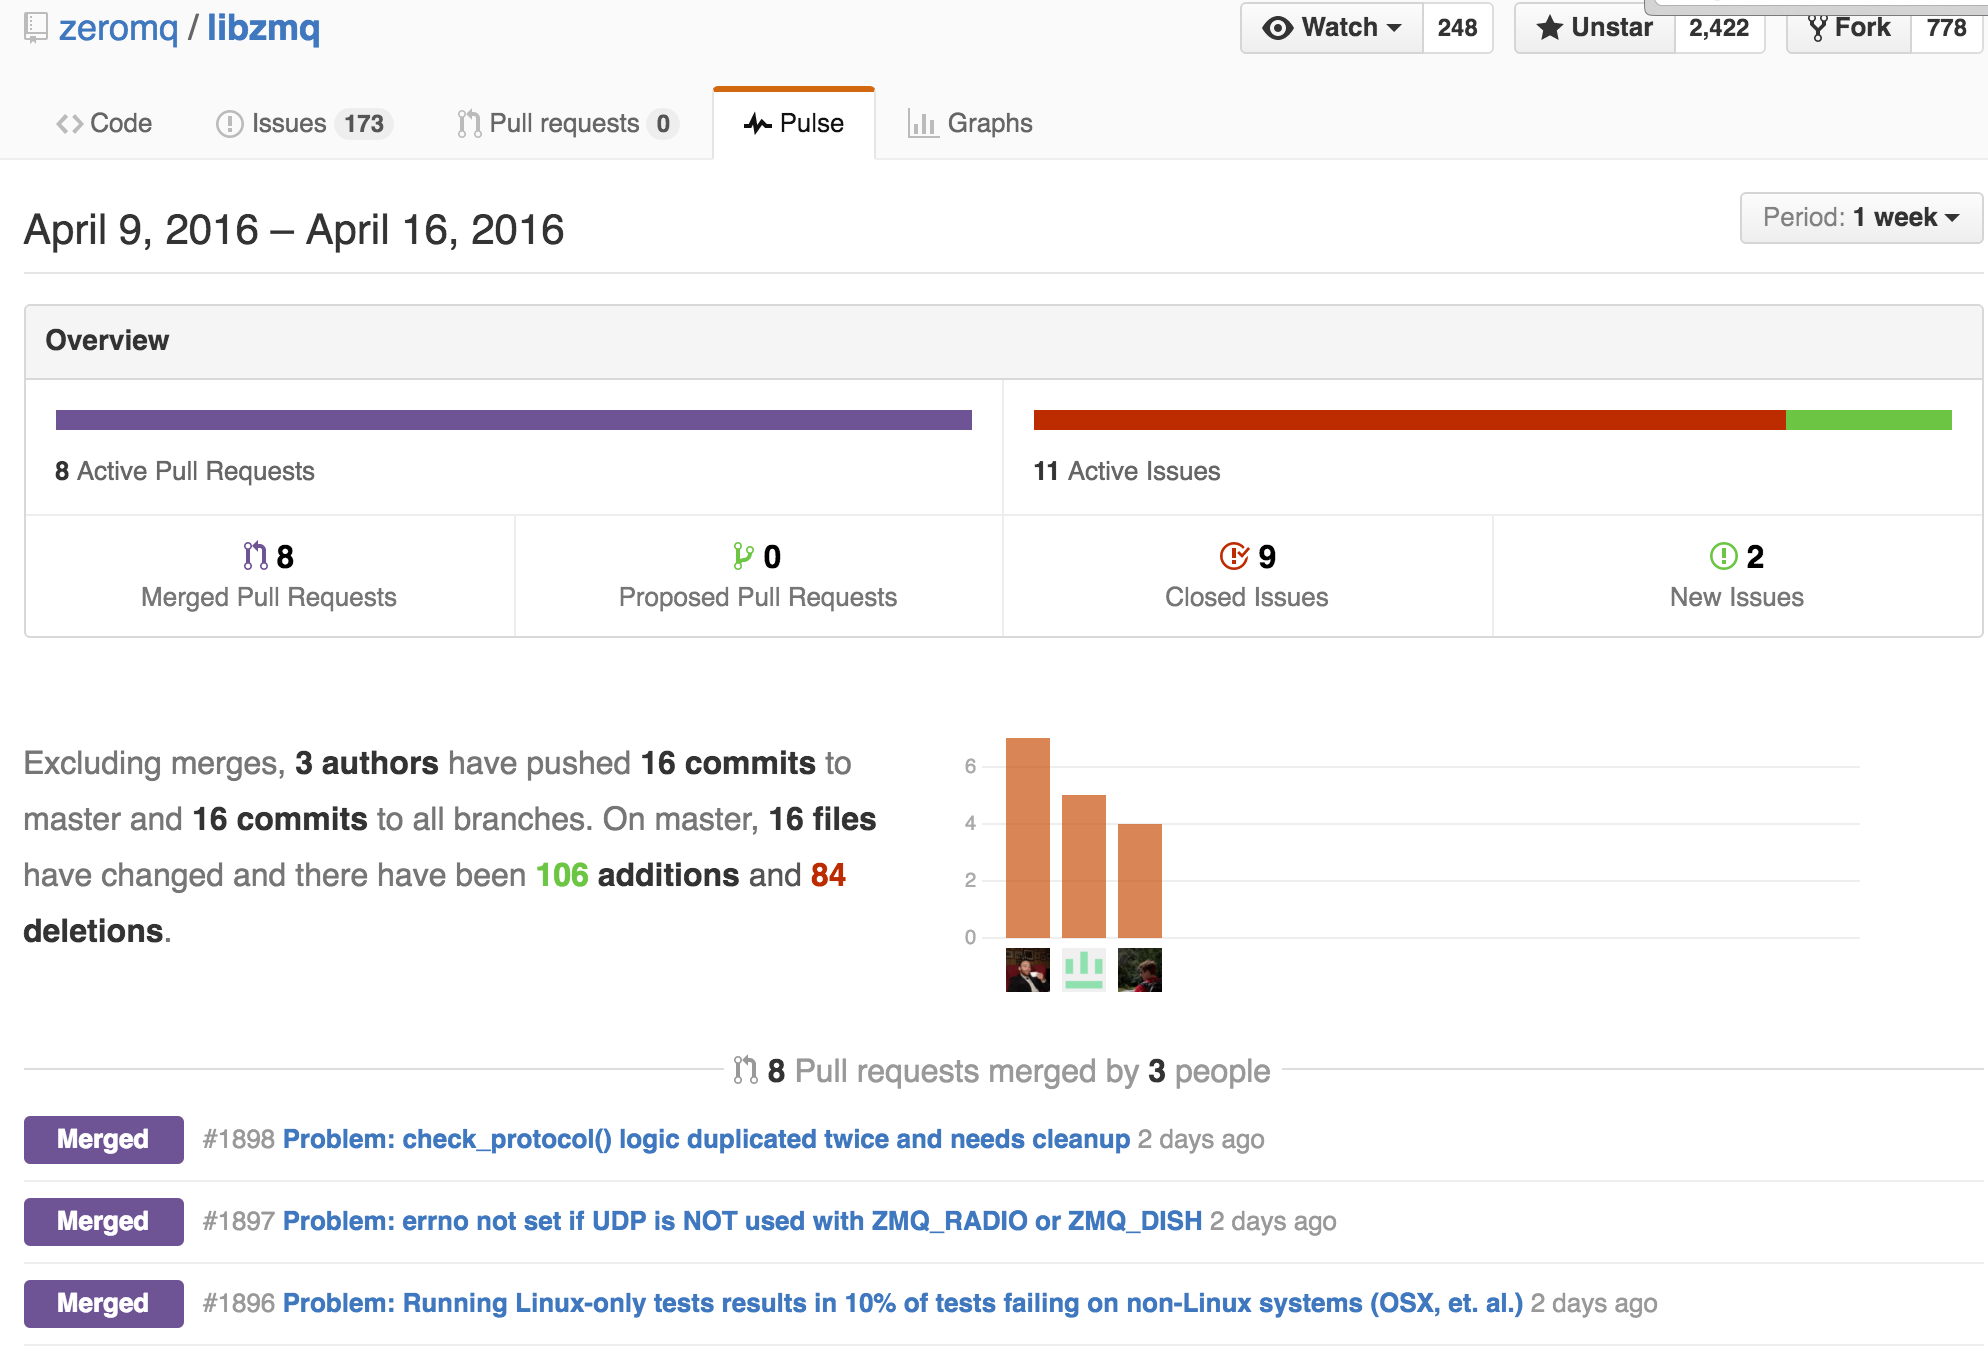 zeromq / libzmq
Watch 248 Unstar 2,422 Fork 778
Code Issues 173 Pull requests 0 Pulse Graphs
April 9, 2016 – April 16, 2016
Period: 1 week
Overview
8 Active Pull Requests
11 Active Issues
8
Merged Pull Requests
0
Proposed Pull Requests
9
Closed Issues
2
New Issues
Excluding merges, 3 authors have pushed 16 commits to
master and 16 commits to all branches. On master, 16 files
have changed and there have been 106 additions and 84
deletions.
6
4
2
0
8 Pull requests merged by 3 people
Merged #1898 Problem: check_protocol() logic duplicated twice and needs cleanup 2 days ago
Merged #1897 Problem: errno not set if UDP is NOT used with ZMQ_RADIO or ZMQ_DISH 2 days ago
Merged #1896 Problem: Running Linux-only tests results in 10% of tests failing on non-Linux systems (OSX, et. al.) 2 days ago